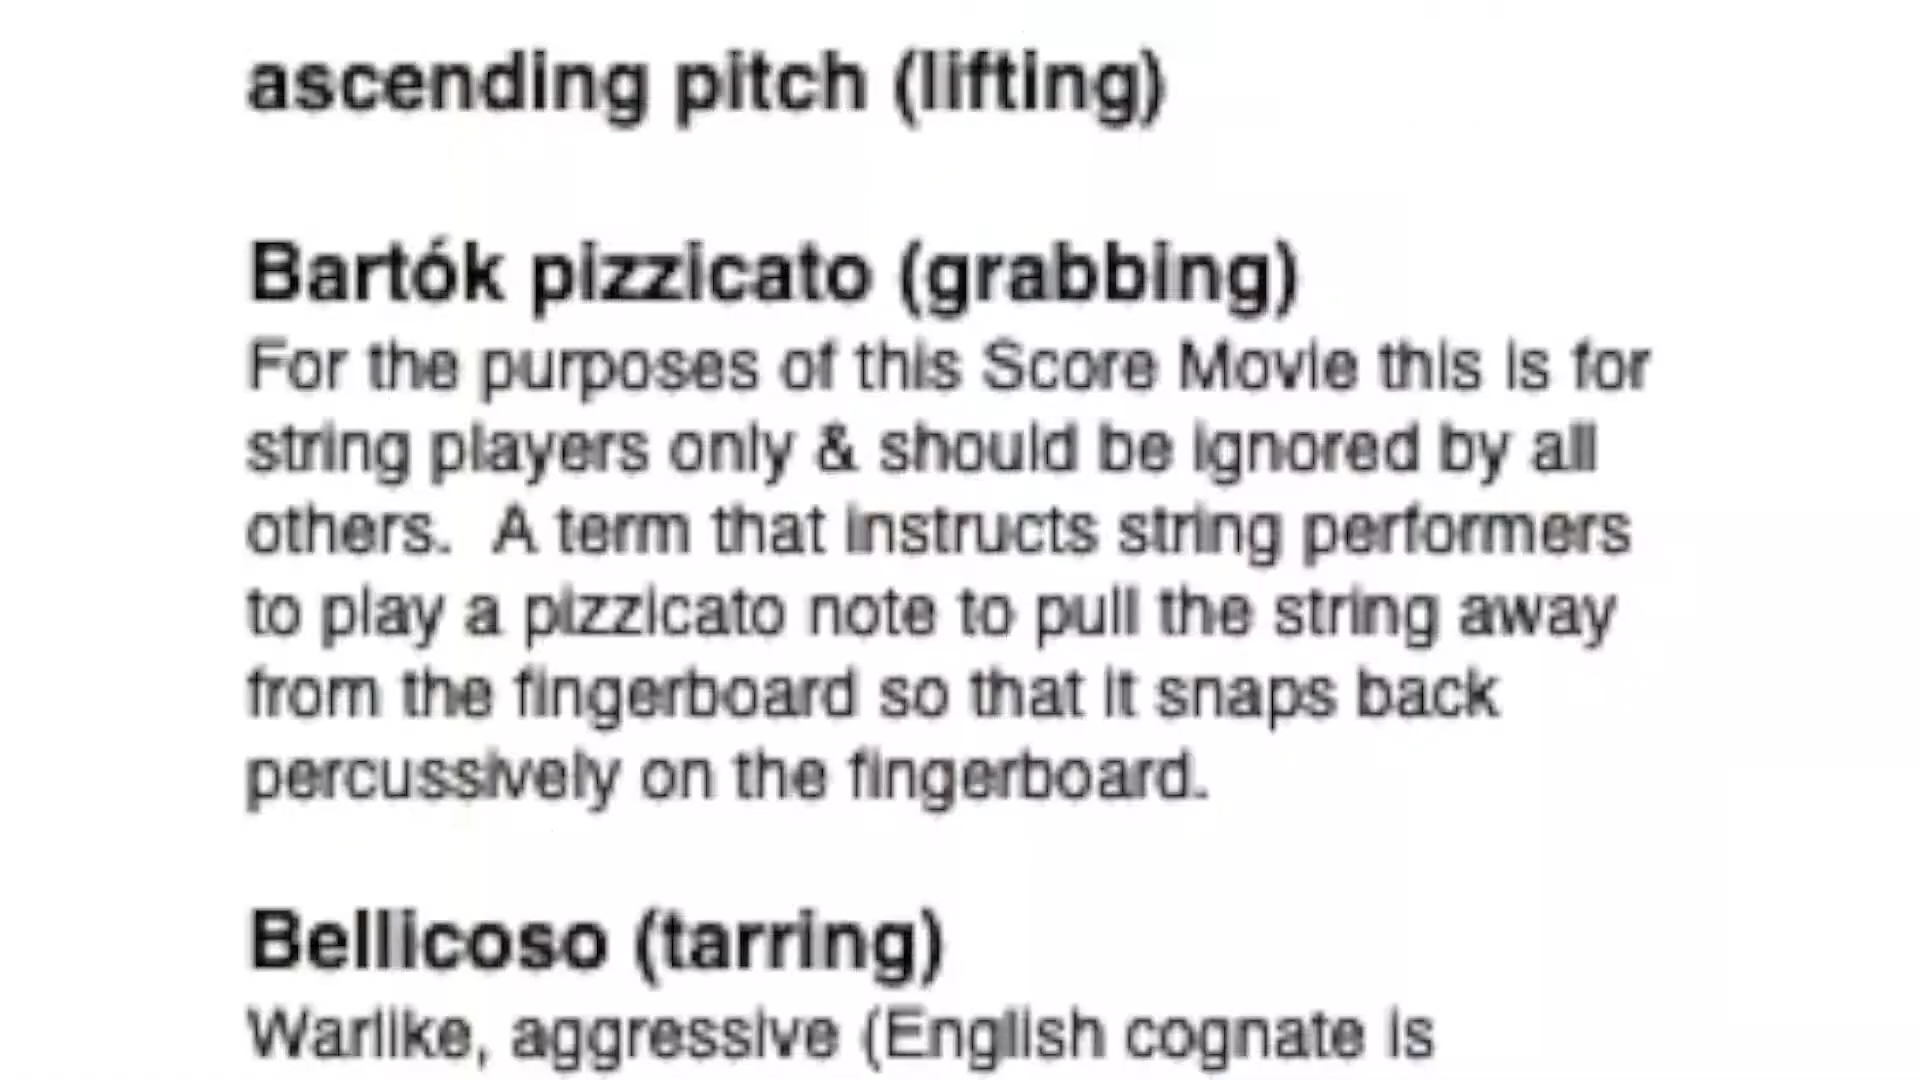 ascending pitch (lifting)
Bartók pizzicato (grabbing)
For the purposes of this Score Movie this is for
string players only & should be ignored by all
others.  A term that instructs string performers
to play a pizzicato note to pull the string away
from the fingerboard so that it snaps back
percussively on the fingerboard.
Bellicoso (tarring)
Warlike, aggressive (English cognate is